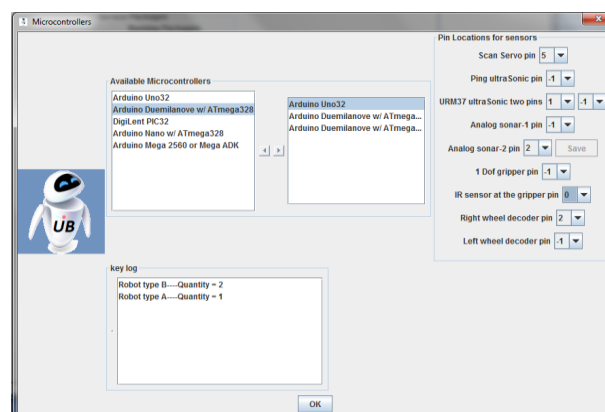 Microcontrollers
Pin Locations for sensors
Scan Servo pin 5
Ping ultraSonic pin -1
URM37 ultraSonic two pins 1 -1
Analog sonar-1 pin -1
Analog sonar-2 pin 2 Save
1 Dof gripper pin -1
IR sensor at the gripper pin 0
Right wheel decoder pin 2
Left wheel decoder pin -1
Available Microcontrollers
Arduino Uno32
Arduino Duemilanove w/ ATmega328
DigiLent PIC32
Arduino Nano w/ ATmega328
Arduino Mega 2560 or Mega ADK
Arduino Uno32
Arduino Duemilanove w/ ATmega...
Arduino Duemilanove w/ ATmega...
UB
key log
Robot type B----Quantity = 2
Robot type A----Quantity = 1
OK